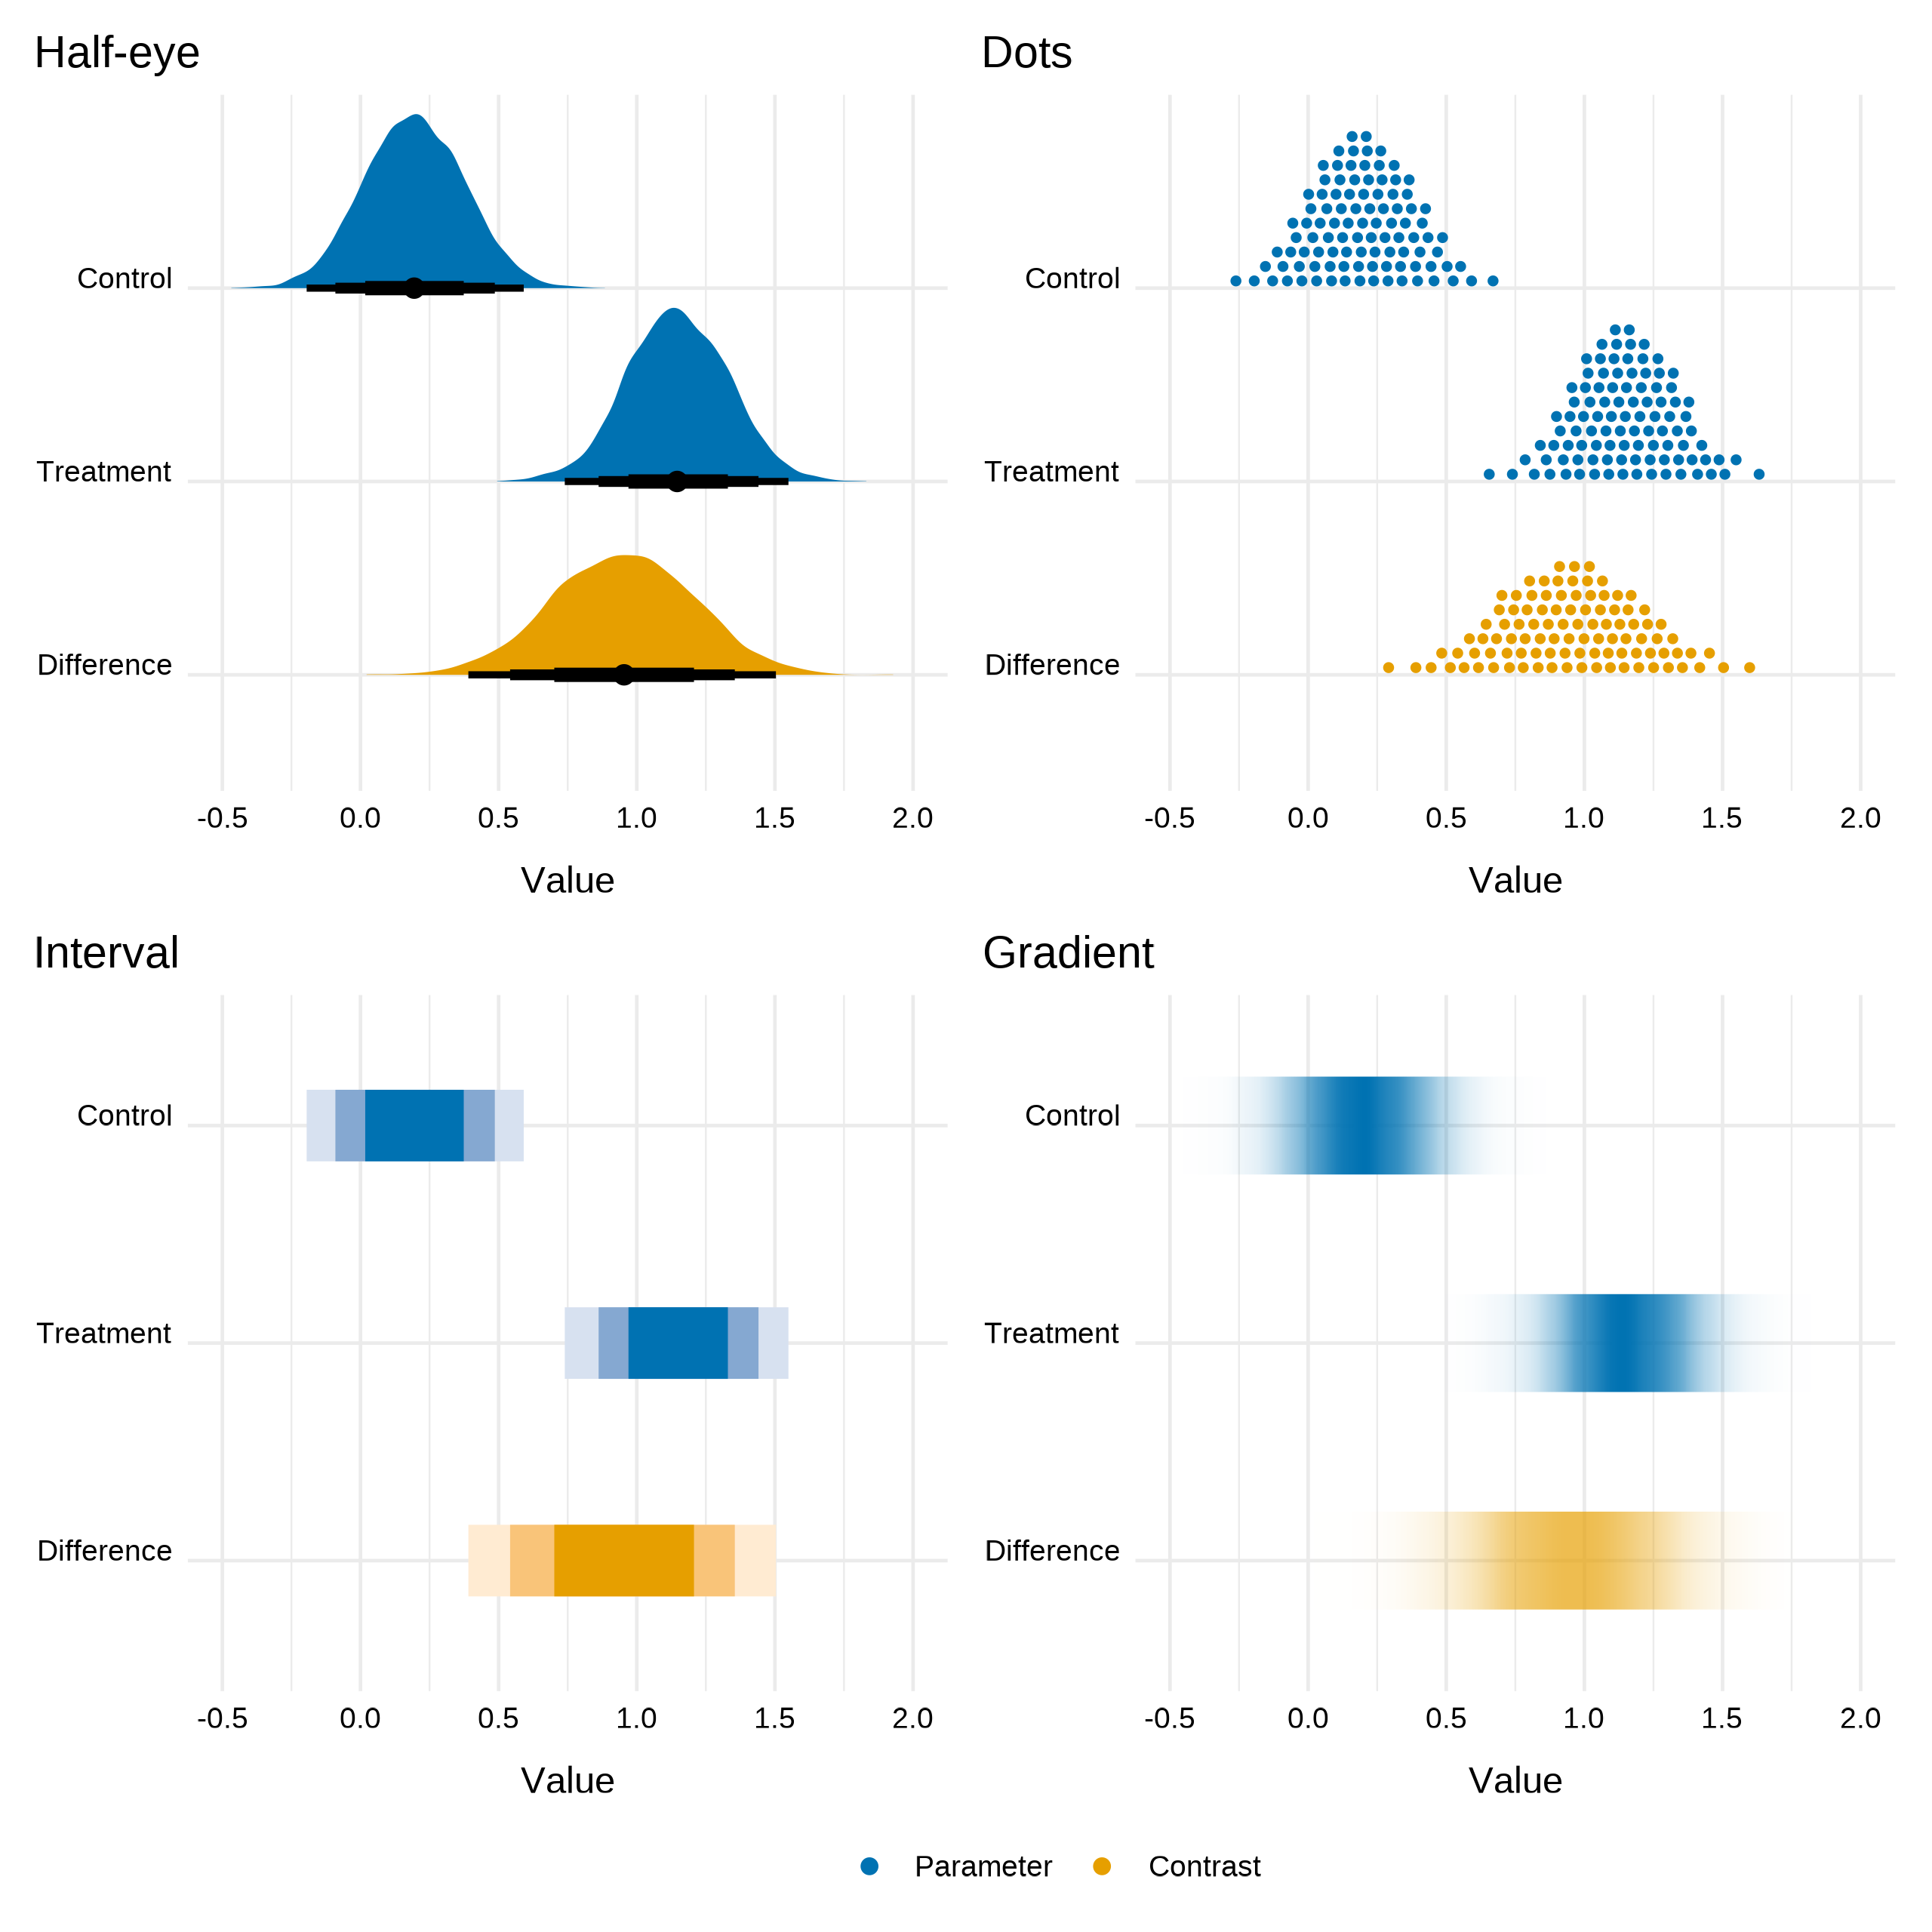 Half-eye
Control
Treatment
Difference
-0.5 0.0 0.5 1.0 1.5 2.0
Value
Dots
Control
Treatment
Difference
-0.5 0.0 0.5 1.0 1.5 2.0
Value
Interval
Control
Treatment
Difference
-0.5 0.0 0.5 1.0 1.5 2.0
Value
Gradient
Control
Treatment
Difference
-0.5 0.0 0.5 1.0 1.5 2.0
Value
Parameter Contrast